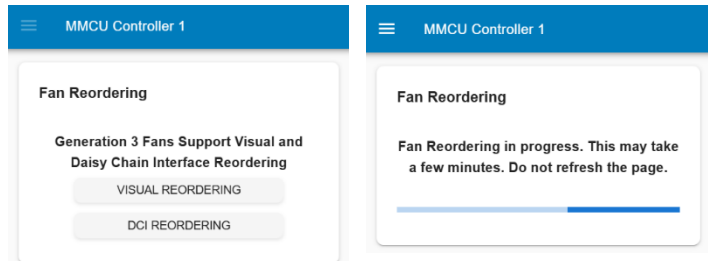 MMCU Controller 1
Fan Reordering
Generation 3 Fans Support Visual and
Daisy Chain Interface Reordering
VISUAL REORDERING
DCI REORDERING
MMCU Controller 1
Fan Reordering
Fan Reordering in progress. This may take
a few minutes. Do not refresh the page.